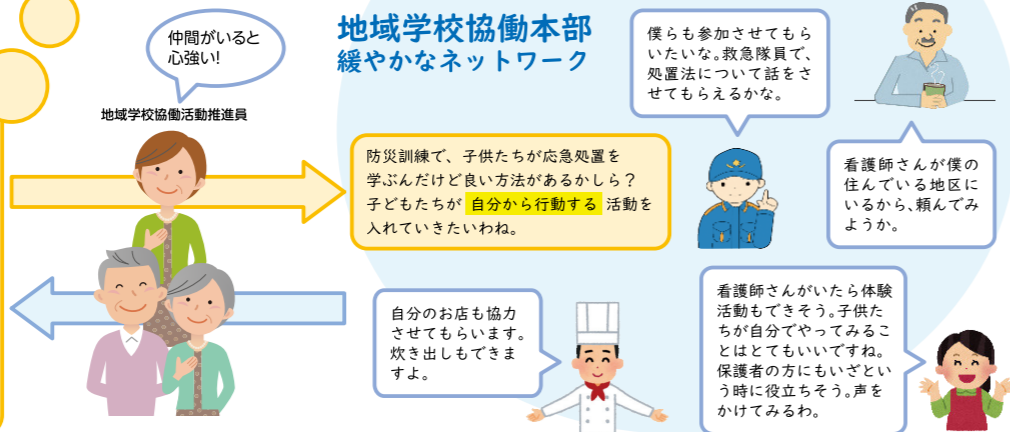 地域学校協働本部
緩やかなネットワーク
仲間がいると
心強い!
地域学校協働活動推進員
防災訓練で、子供たちが応急処置を
学ぶんだけど良い方法があるかしら?
子どもたちが 自分から行動する 活動を
入れていきたいわね。
僕らも参加させてもら
いたいな。救急隊員で、
処置法について話をさ
せてもらえるかな。
看護師さんが僕の
住んでいる地区に
いるから、頼んでみ
ようか。
自分のお店も協力
させてもらいます。
炊き出しもできま
すよ。
看護師さんがいたら体験
活動もできそう。子供た
ちが自分でやってみるこ
とはとてもいいですね。
保護者の方にもいざとい
う時に役立ちそう。声を
かけてみるわ。